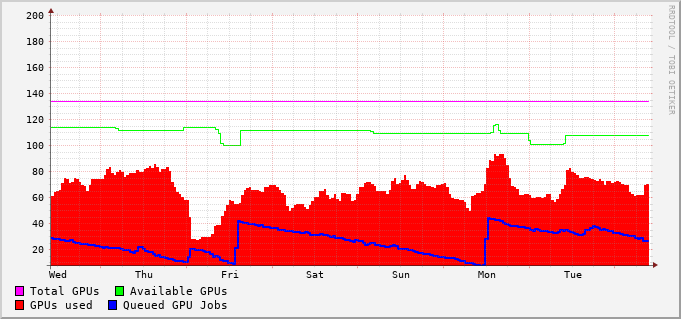 200
180
160
140
120
100
80
60
40
20
Wed Thu Fri Sat Sun Mon Tue
Total GPUs Available GPUs
GPUs used Queued GPU Jobs
RRDTOOL / TOBI OETIKER